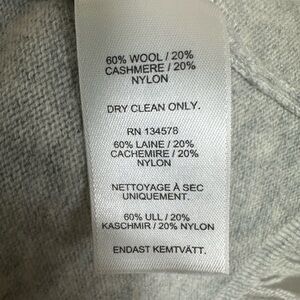 60% WOOL / 20%
CASHMERE / 20%
NYLON
DRY CLEAN ONLY.
RN 134578
60% LAINE / 20%
CACHEMIRE / 20%
NYLON
NETTOYAGE À SEC
UNIQUEMENT.
60% ULL / 20%
KASCHMIR / 20% NYLON
ENDAST KEMTVÄTT.